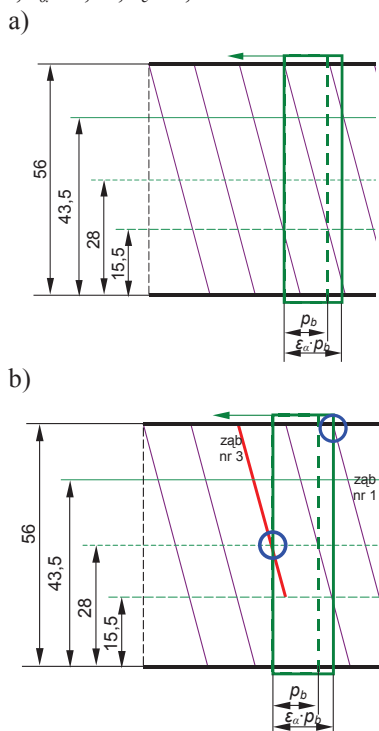 a)
56
43,5
28
15,5
p_b
ε_α·p_b
b)
ząb
nr 3
ząb
nr 1
56
43,5
28
15,5
p_b
ε_α·p_b